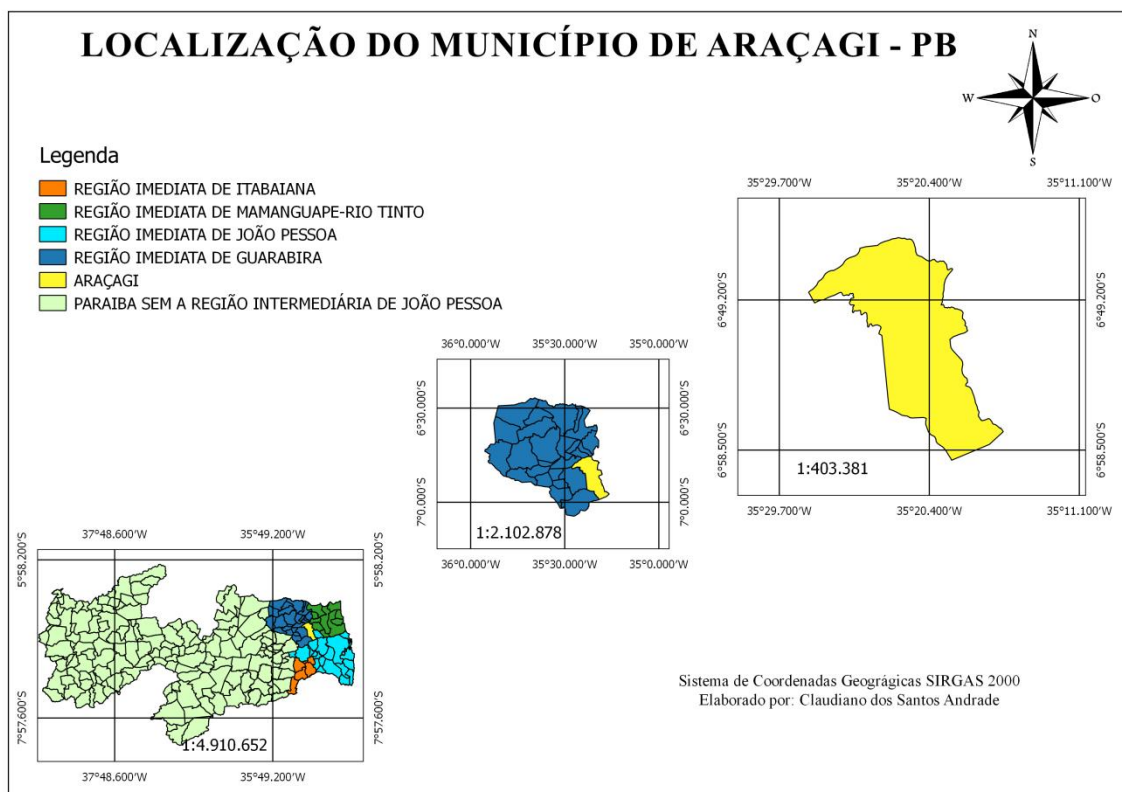 LOCALIZAÇÃO DO MUNICÍPIO DE ARAÇAGI - PB
N
W
O
S
Legenda
REGIÃO IMEDIATA DE ITABAIANA
REGIÃO IMEDIATA DE MAMANGUAPE-RIO TINTO
REGIÃO IMEDIATA DE JOÃO PESSOA
REGIÃO IMEDIATA DE GUARABIRA
ARAÇAGI
PARAIBA SEM A REGIÃO INTERMEDIÁRIA DE JOÃO PESSOA
35°29.700'W 35°20.400'W 35°11.100'W
6°49.200'S 6°49.200'S
6°58.500'S 6°58.500'S
1:403.381
35°29.700'W 35°20.400'W 35°11.100'W
36°0.000'W 35°30.000'W 35°0.000'W
6°30.000'S 6°30.000'S
7°0.000'S 7°0.000'S
1:2.102.878
36°0.000'W 35°30.000'W 35°0.000'W
37°48.600'W 35°49.200'W
5°58.200'S 5°58.200'S
7°57.600'S 7°57.600'S
1:4.910.652
37°48.600'W 35°49.200'W
Sistema de Coordenadas Geográgicas SIRGAS 2000
Elaborado por: Claudiano dos Santos Andrade